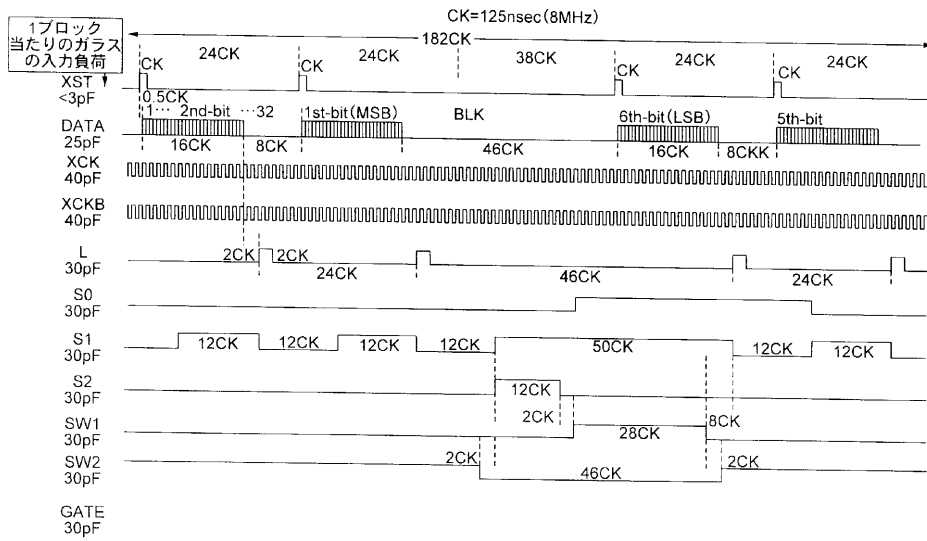 CK=125nsec(8MHz)
1ブロック
当たりのガラス
の入力負荷
182CK
24CK 24CK 38CK 24CK 24CK
CK CK CK CK
XST
<3pF
0.5CK
1… 2nd-bit …32 1st-bit(MSB) BLK 6th-bit(LSB) 5th-bit
DATA
25pF
16CK 8CK 46CK 16CK 8CKK
XCK
40pF
XCKB
40pF
L
30pF
2CK 2CK
24CK 46CK 24CK
S0
30pF
S1
30pF
12CK 12CK 12CK 12CK 50CK 12CK 12CK
S2
30pF
12CK
2CK 8CK
SW1
30pF
28CK
SW2
30pF
2CK 46CK 2CK
GATE
30pF